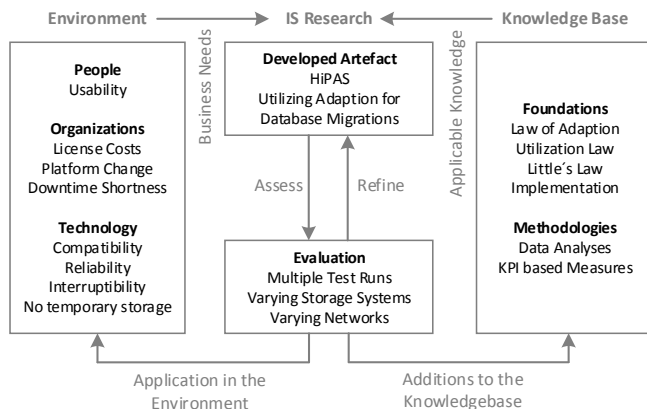 Environment
IS Research
Knowledge Base
People
Usability
Organizations
License Costs
Platform Change
Downtime Shortness
Technology
Compatibility
Reliability
Interruptibility
No temporary storage
Business Needs
Developed Artefact
HiPAS
Utilizing Adaption for
Database Migrations
Assess
Refine
Evaluation
Multiple Test Runs
Varying Storage Systems
Varying Networks
Applicable Knowledge
Foundations
Law of Adaption
Utilization Law
Little´s Law
Implementation
Methodologies
Data Analyses
KPI based Measures
Application in the
Environment
Additions to the
Knowledgebase